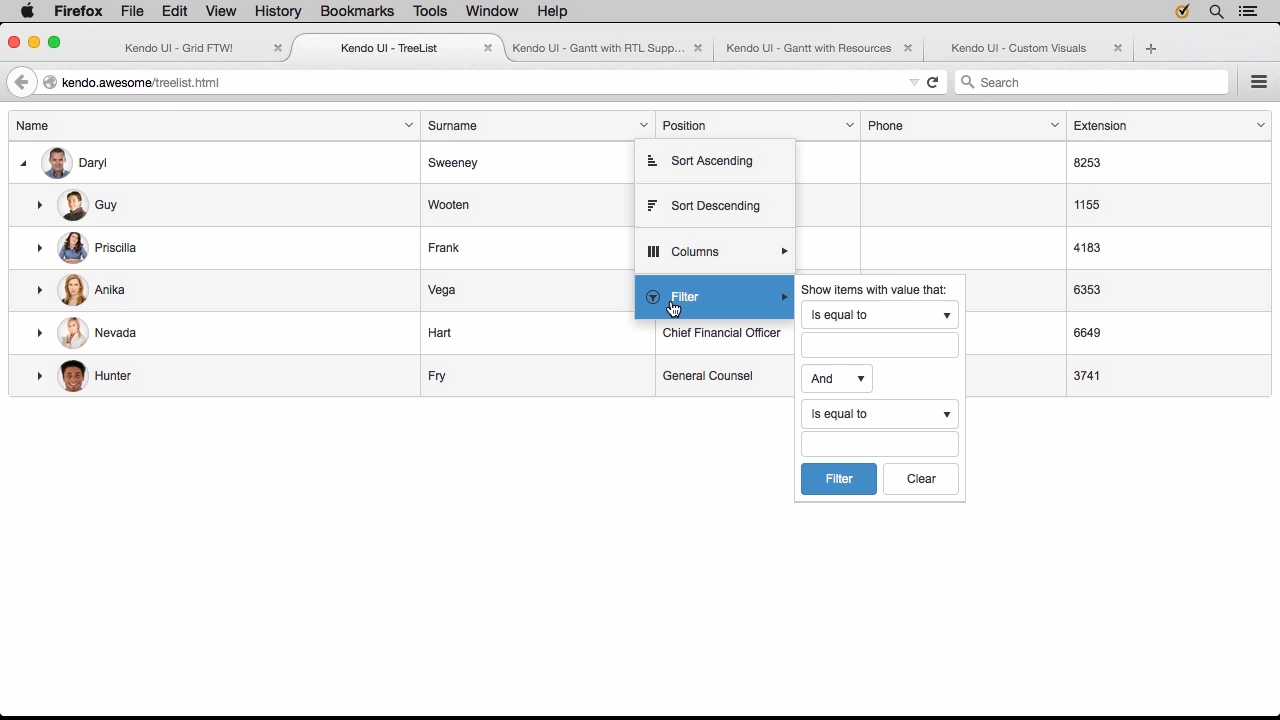 Firefox File Edit View History Bookmarks Tools Window Help
Kendo UI - Grid FTW! Kendo UI - TreeList Kendo UI - Gantt with RTL Supp... Kendo UI - Gantt with Resources Kendo UI - Custom Visuals
kendo.awesome/treelist.html Search
Name Surname Position Phone Extension
Daryl Sweeney 8253
Guy Wooten 1155
Priscilla Frank 4183
Anika Vega 6353
Nevada Hart Chief Financial Officer 6649
Hunter Fry General Counsel 3741
Sort Ascending
Sort Descending
Columns
Filter
Show items with value that:
Is equal to
And
Is equal to
Filter Clear